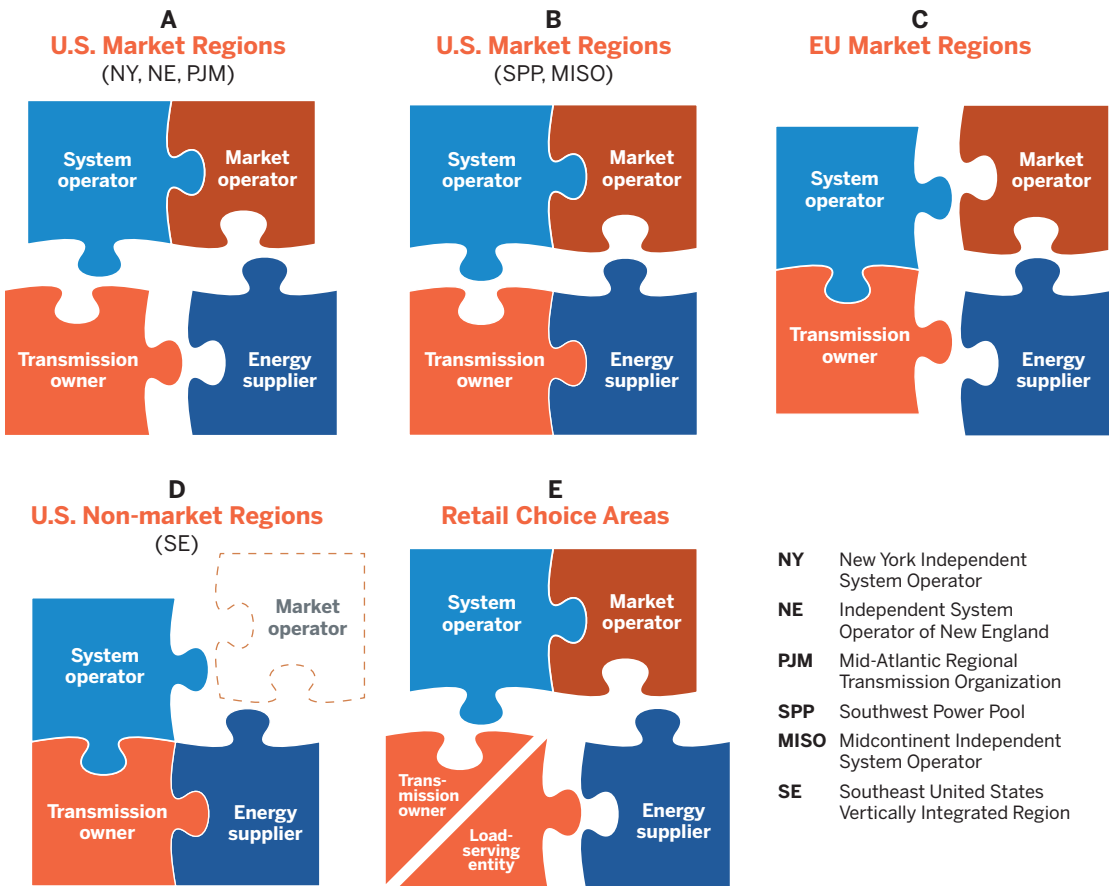 A
U.S. Market Regions
(NY, NE, PJM)
System
operator
Market
operator
Transmission
owner
Energy
supplier
B
U.S. Market Regions
(SPP, MISO)
System
operator
Market
operator
Transmission
owner
Energy
supplier
C
EU Market Regions
System
operator
Market
operator
Transmission
owner
Energy
supplier
D
U.S. Non-market Regions
(SE)
System
operator
Market
operator
Transmission
owner
Energy
supplier
E
Retail Choice Areas
System
operator
Market
operator
Trans-
mission
owner
Load-
serving
entity
Energy
supplier
NY New York Independent
System Operator
NE Independent System
Operator of New England
PJM Mid-Atlantic Regional
Transmission Organization
SPP Southwest Power Pool
MISO Midcontinent Independent
System Operator
SE Southeast United States
Vertically Integrated Region